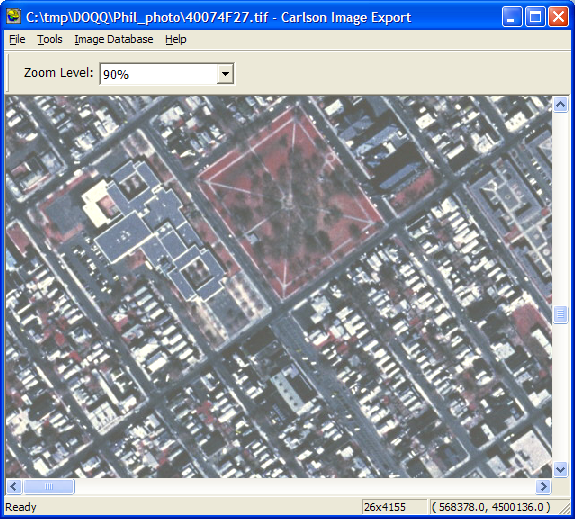 C:\tmp\DOQQ\Phil_photo\40074F27.tif - Carlson Image Export
File Tools Image Database Help
Zoom Level: 90%
Ready 26x4155 ( 568378.0, 4500136.0 )